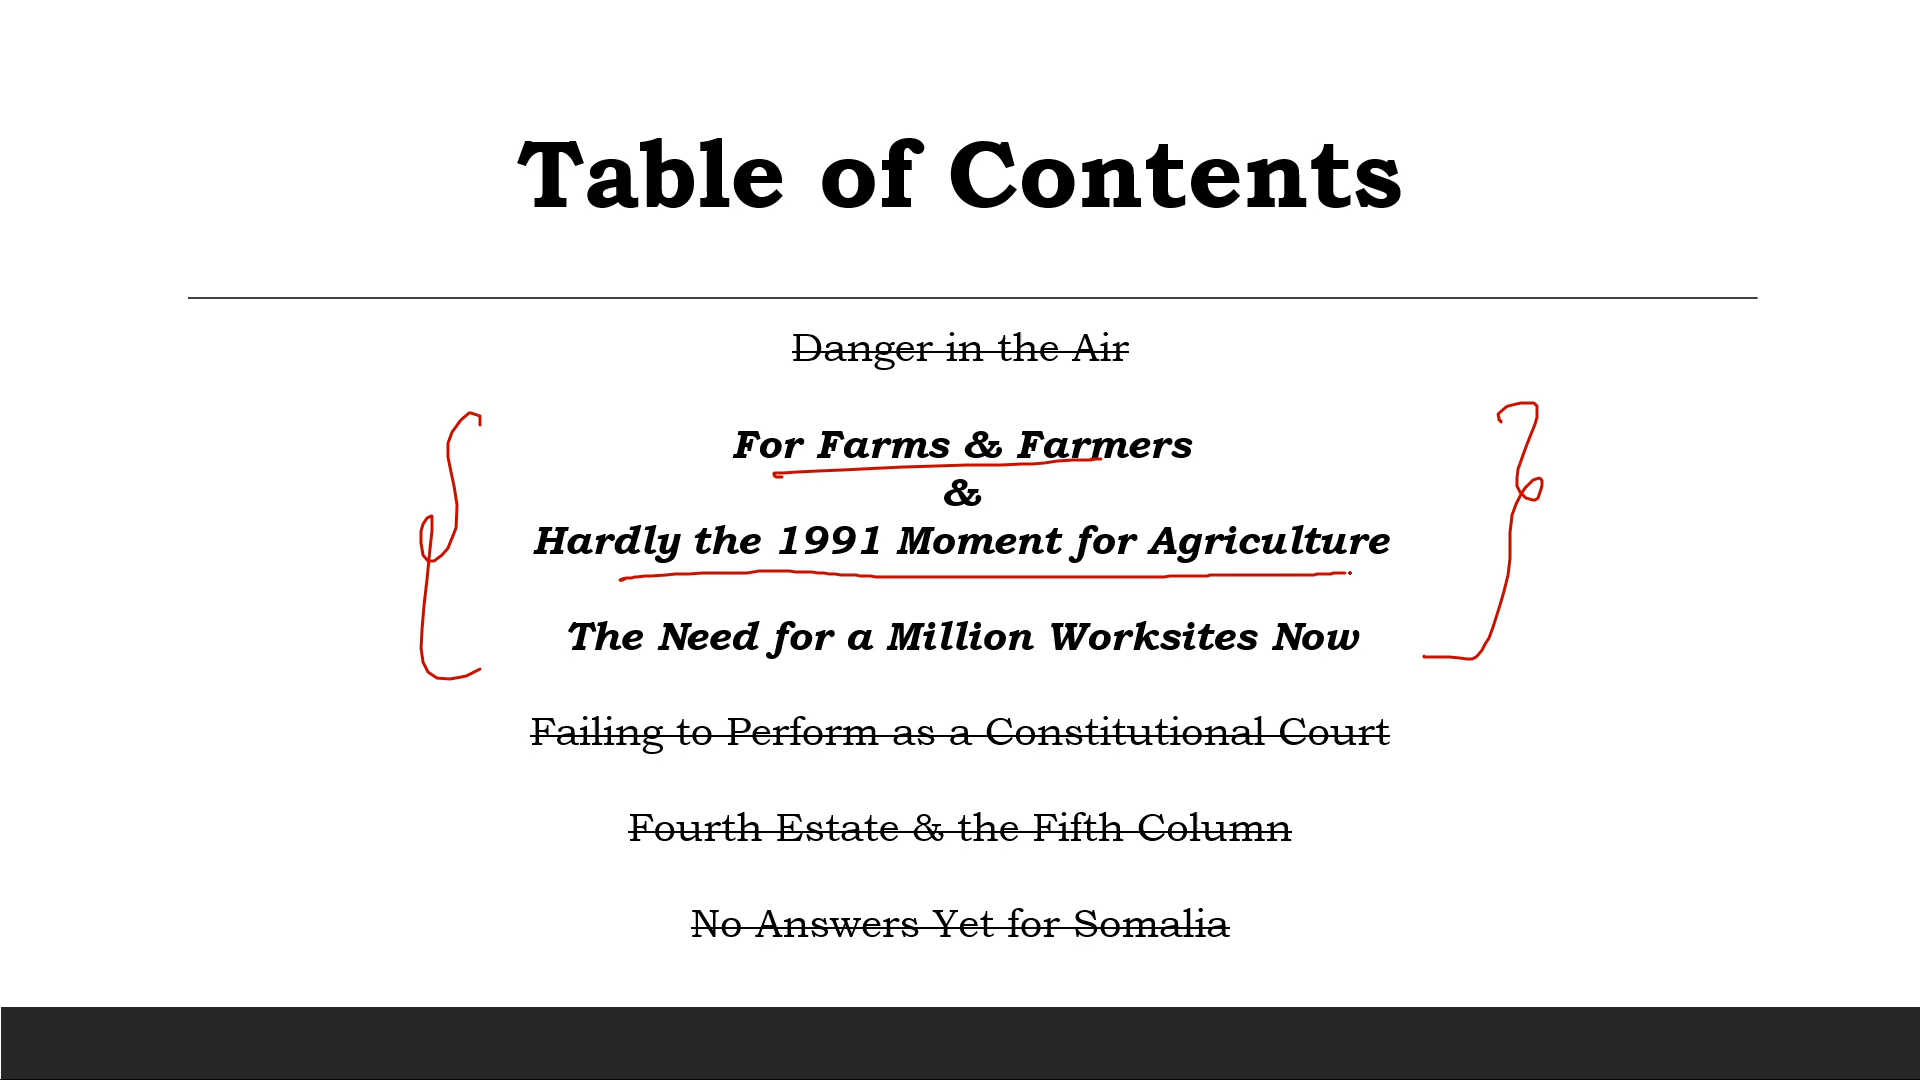 Table of Contents
Danger in the Air
For Farms & Farmers
&
Hardly the 1991 Moment for Agriculture
The Need for a Million Worksites Now
Failing to Perform as a Constitutional Court
Fourth Estate & the Fifth Column
No Answers Yet for Somalia